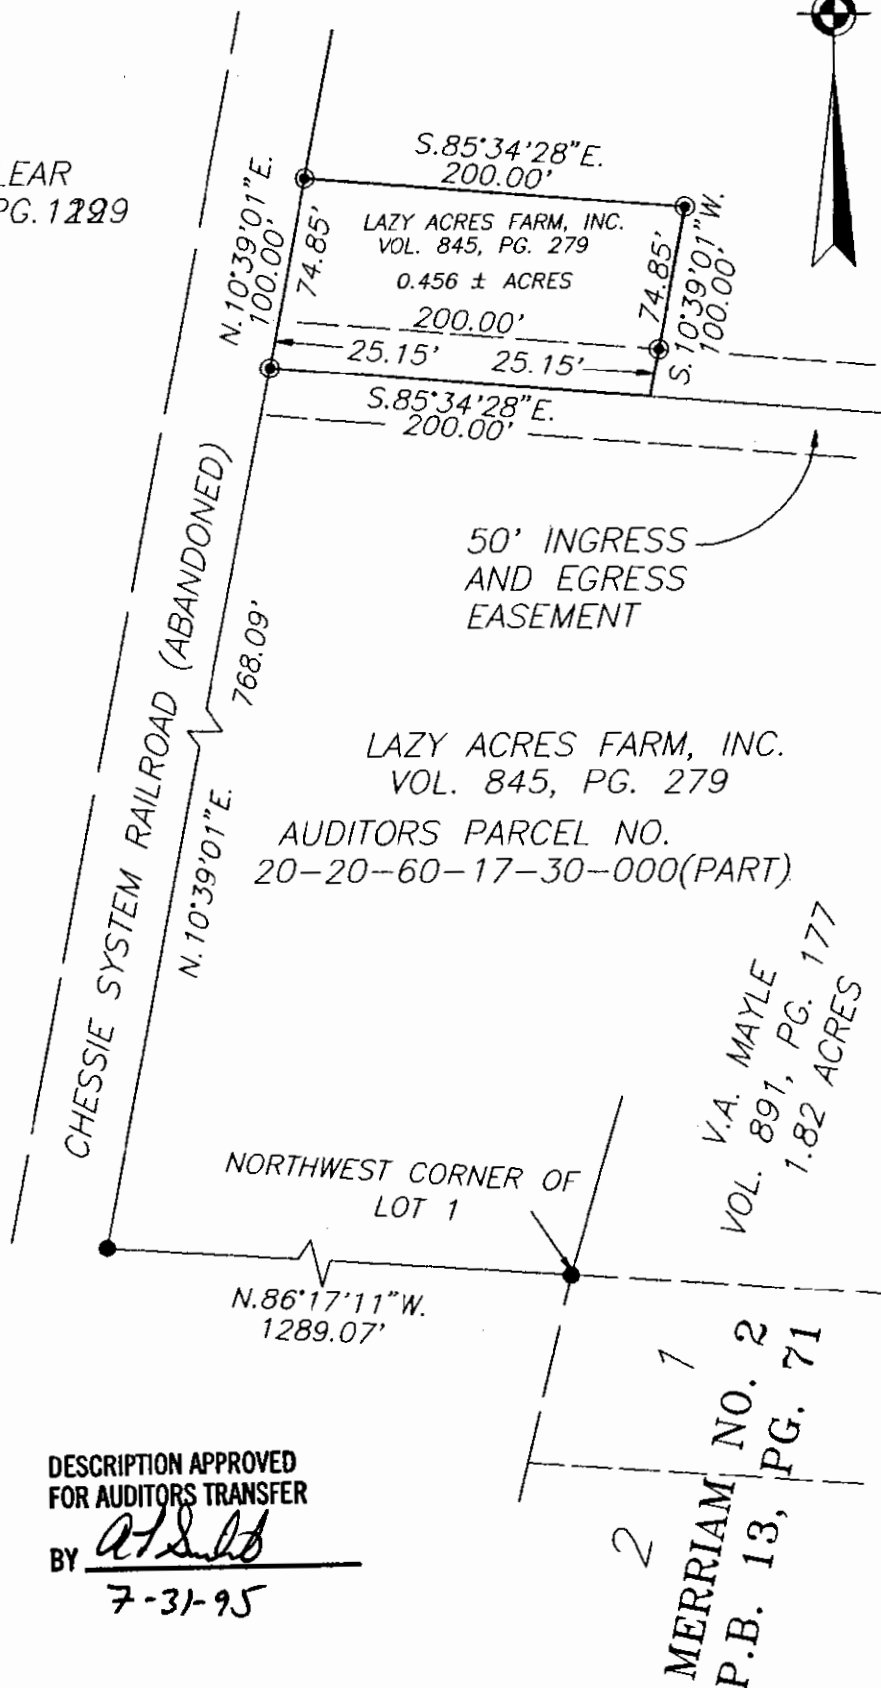 LEAR
PG. 1299
S.85°34'28"E.
200.00'
N.10°39'01"E.
100.00'
74.85'
LAZY ACRES FARM, INC.
VOL. 845, PG. 279
0.456 ± ACRES
74.85'
S. 10°39'01"W.
100.00'
200.00'
25.15'
25.15'
S.85°34'28"E.
200.00'
50' INGRESS
AND EGRESS
EASEMENT
CHESSIE SYSTEM RAILROAD (ABANDONED)
768.09'
N.10°39'01"E.
LAZY ACRES FARM, INC.
VOL. 845, PG. 279
AUDITORS PARCEL NO.
20-20-60-17-30-000(PART)
V.A. MAYLE
VOL. 891, PG. 177
1.82 ACRES
NORTHWEST CORNER OF
LOT 1
N.86°17'11"W.
1289.07'
1
2
MERRIAM NO. 2
P.B. 13, PG. 71
DESCRIPTION APPROVED
FOR AUDITORS TRANSFER
BY
7-31-95